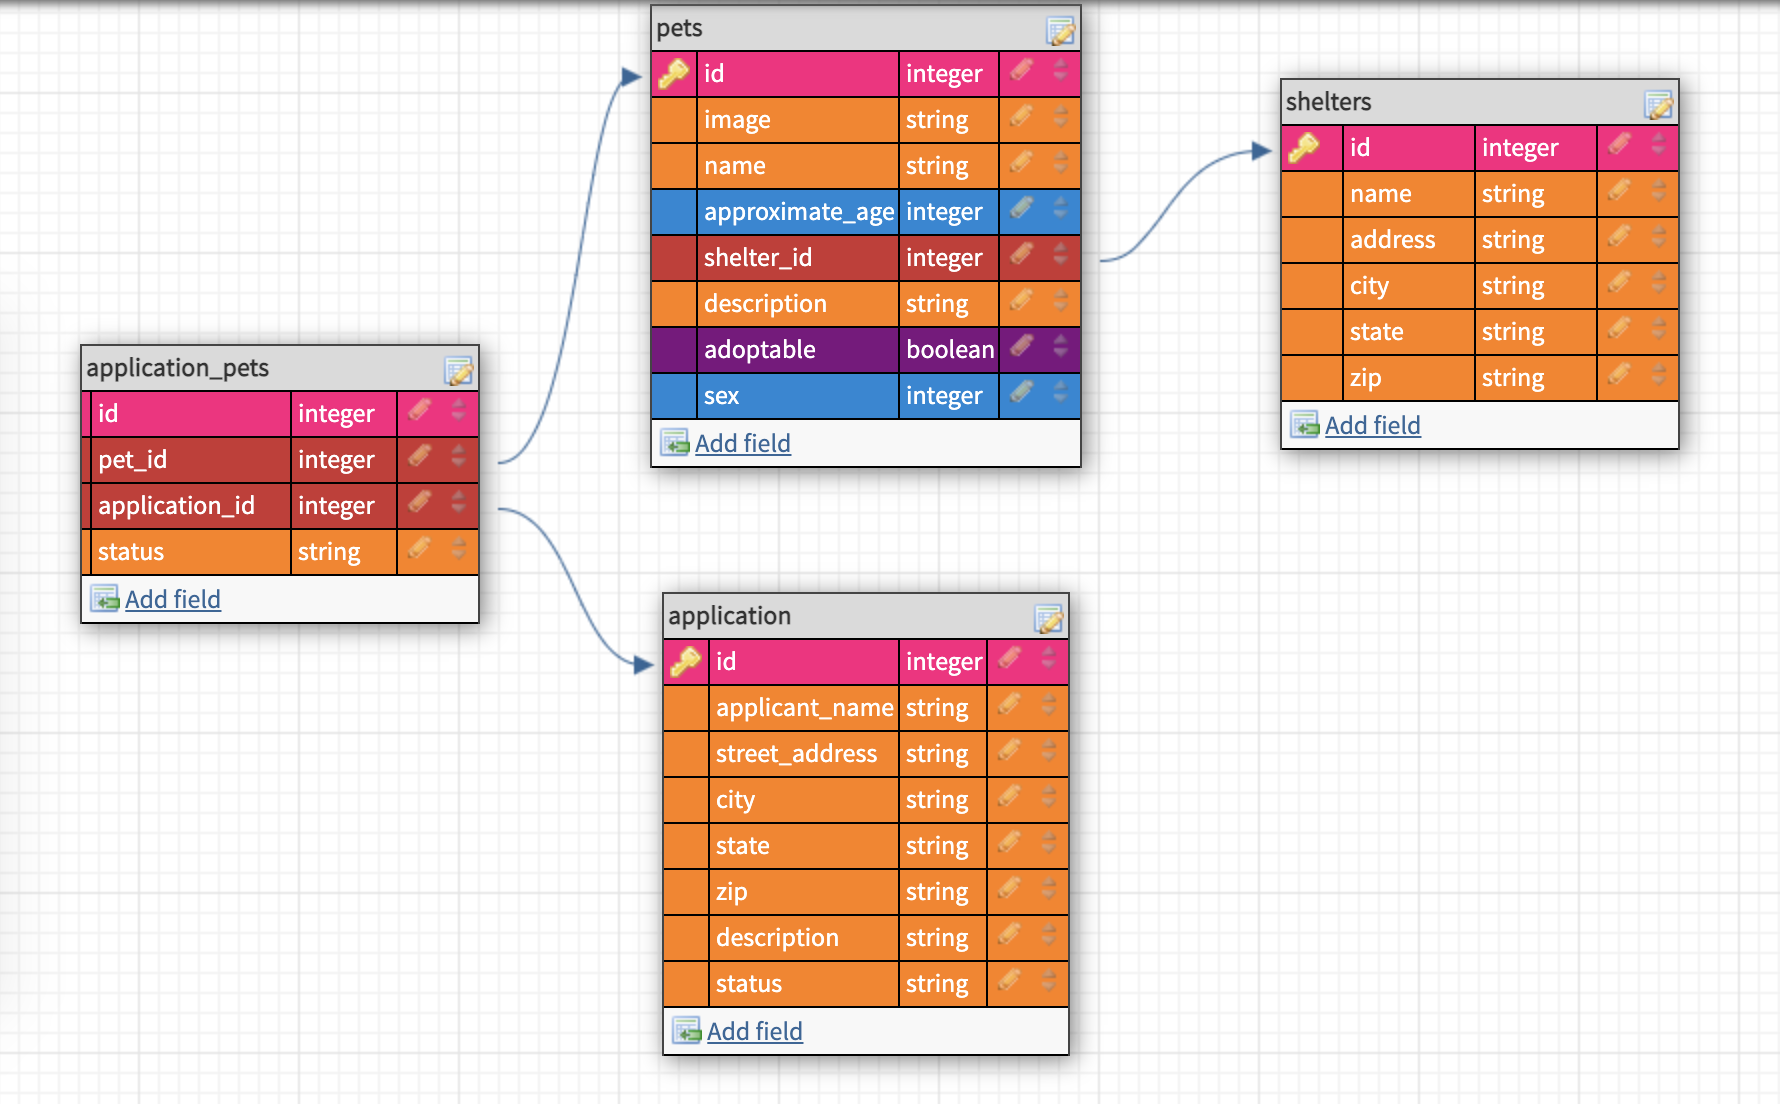 pets
id integer
image string
name string
approximate_age integer
shelter_id integer
description string
adoptable boolean
sex integer
Add field
shelters
id integer
name string
address string
city string
state string
zip string
Add field
application_pets
id integer
pet_id integer
application_id integer
status string
Add field
application
id integer
applicant_name string
street_address string
city string
state string
zip string
description string
status string
Add field